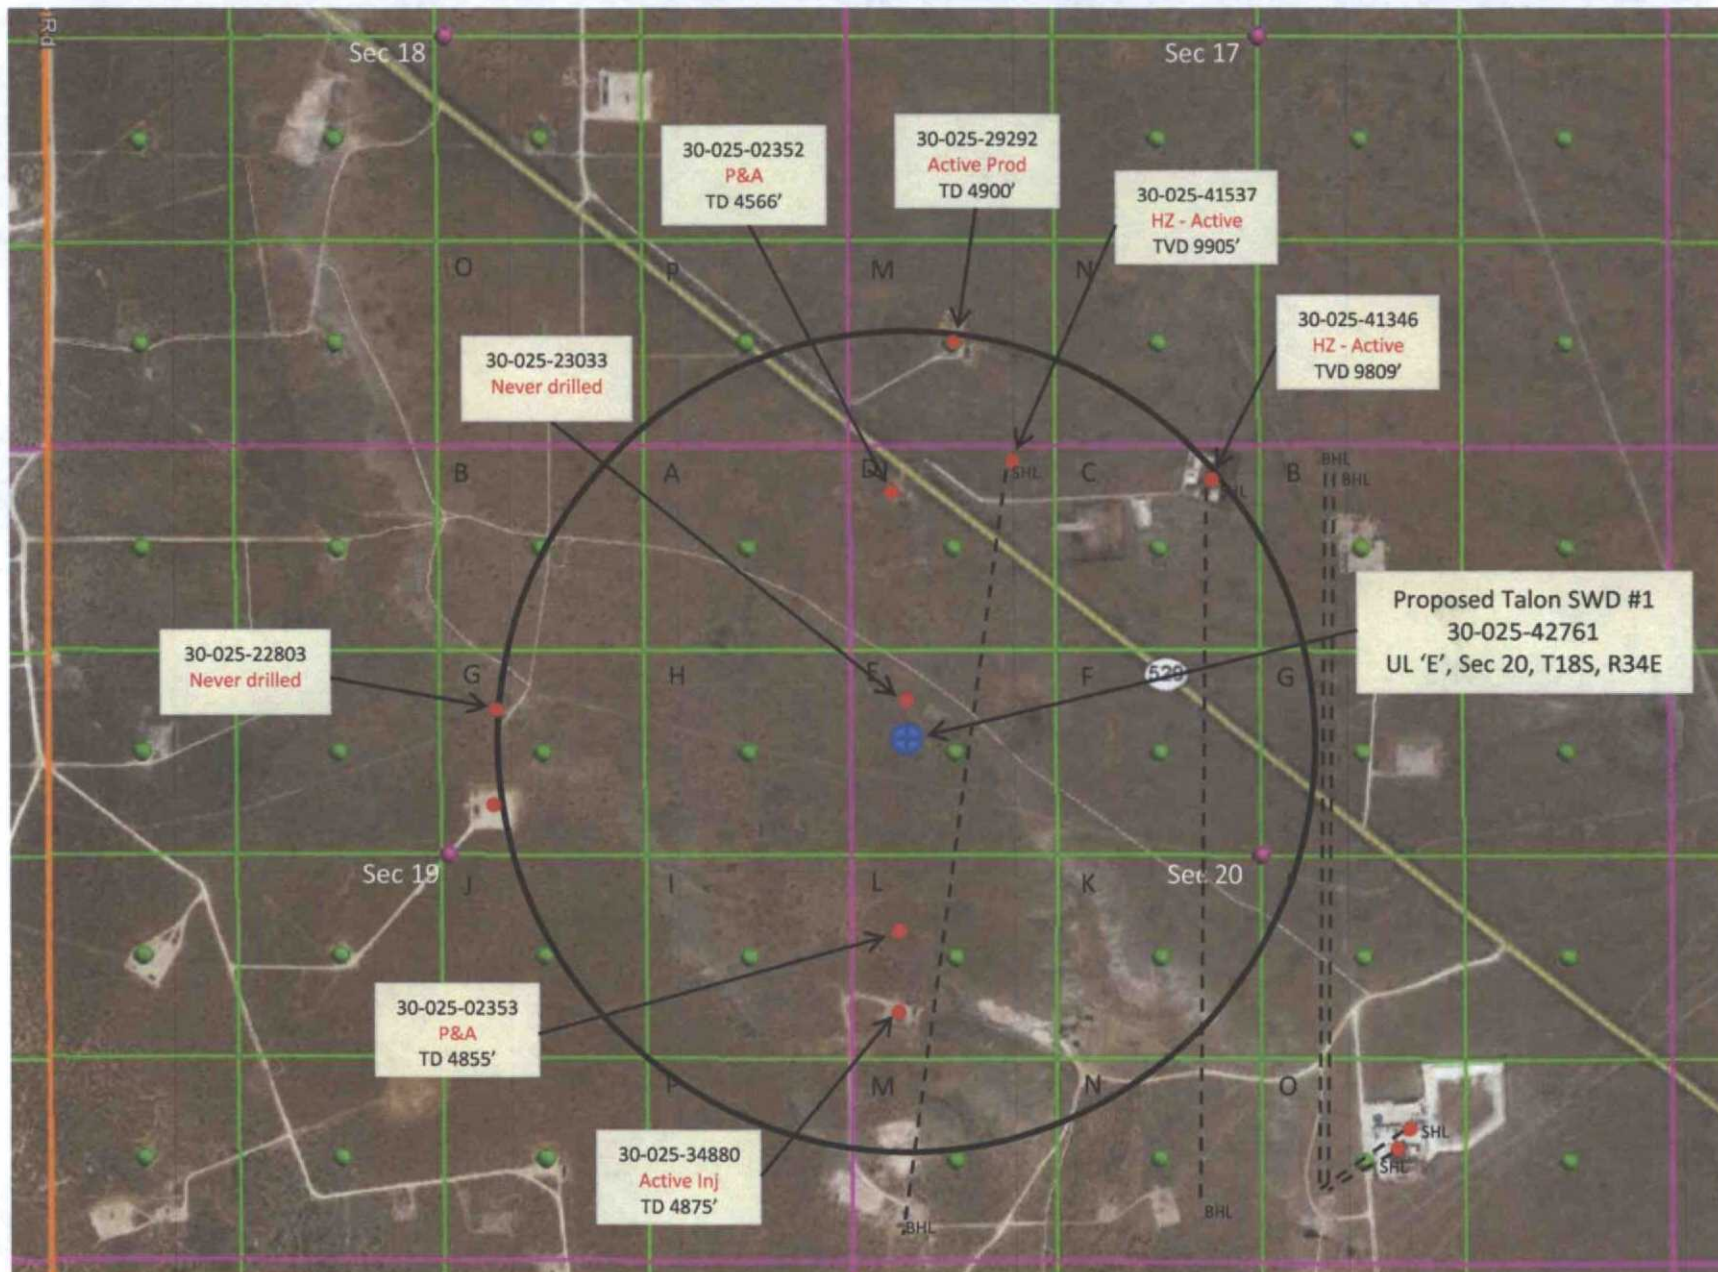 Rd
Sec 18
Sec 17
30-025-02352
P&A
TD 4566'
30-025-29292
Active Prod
TD 4900'
30-025-41537
HZ - Active
TVD 9905'
O
P
M
N
30-025-41346
HZ - Active
TVD 9809'
30-025-23033
Never drilled
B
A
D
SHL
C
B
BHL
BHL
Proposed Talon SWD #1
30-025-42761
UL 'E', Sec 20, T18S, R34E
30-025-22803
Never drilled
G
H
E
F
529
G
Sec 19
J
I
L
K
Sec 20
30-025-02353
P&A
TD 4855'
P
M
N
O
30-025-34880
Active Inj
TD 4875'
SHL
SHL
BHL
BHL